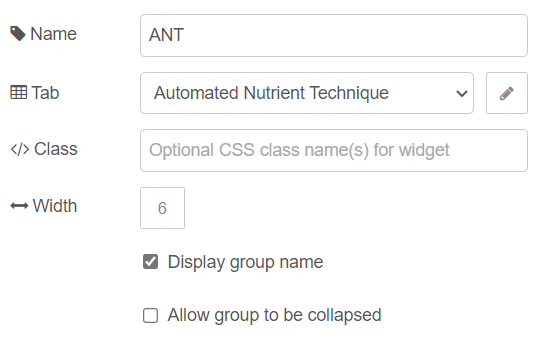 Name ANT
Tab Automated Nutrient Technique
Class Optional CSS class name(s) for widget
Width 6
Display group name
Allow group to be collapsed